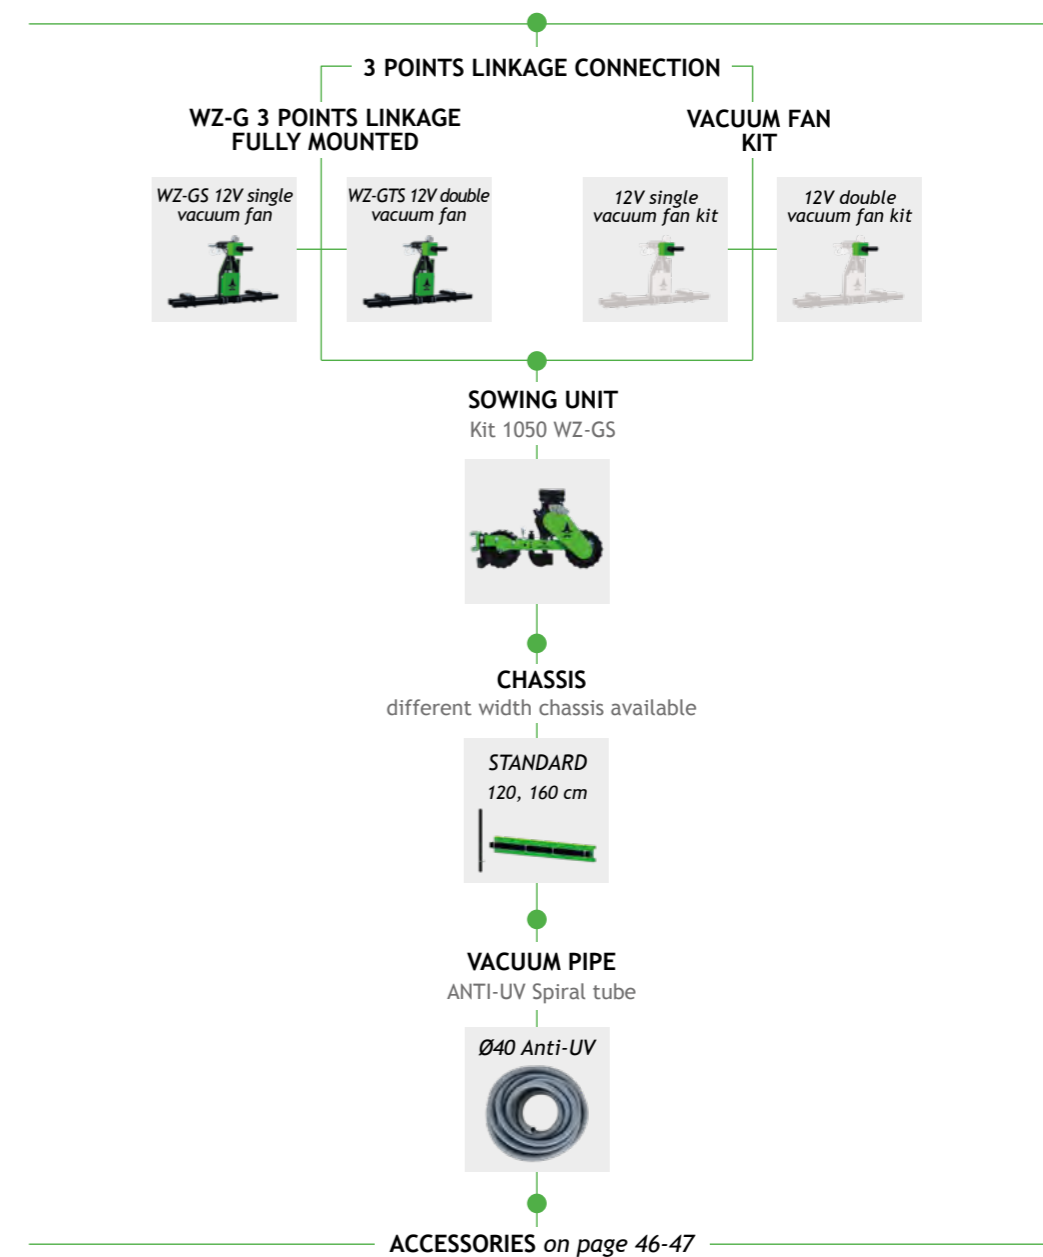 3 POINTS LINKAGE CONNECTION
WZ-G 3 POINTS LINKAGE
FULLY MOUNTED
VACUUM FAN
KIT
WZ-GS 12V single
vacuum fan
WZ-GTS 12V double
vacuum fan
12V single
vacuum fan kit
12V double
vacuum fan kit
SOWING UNIT
Kit 1050 WZ-GS
CHASSIS
different width chassis available
STANDARD
120, 160 cm
VACUUM PIPE
ANTI-UV Spiral tube
Ø40 Anti-UV
ACCESSORIES on page 46-47